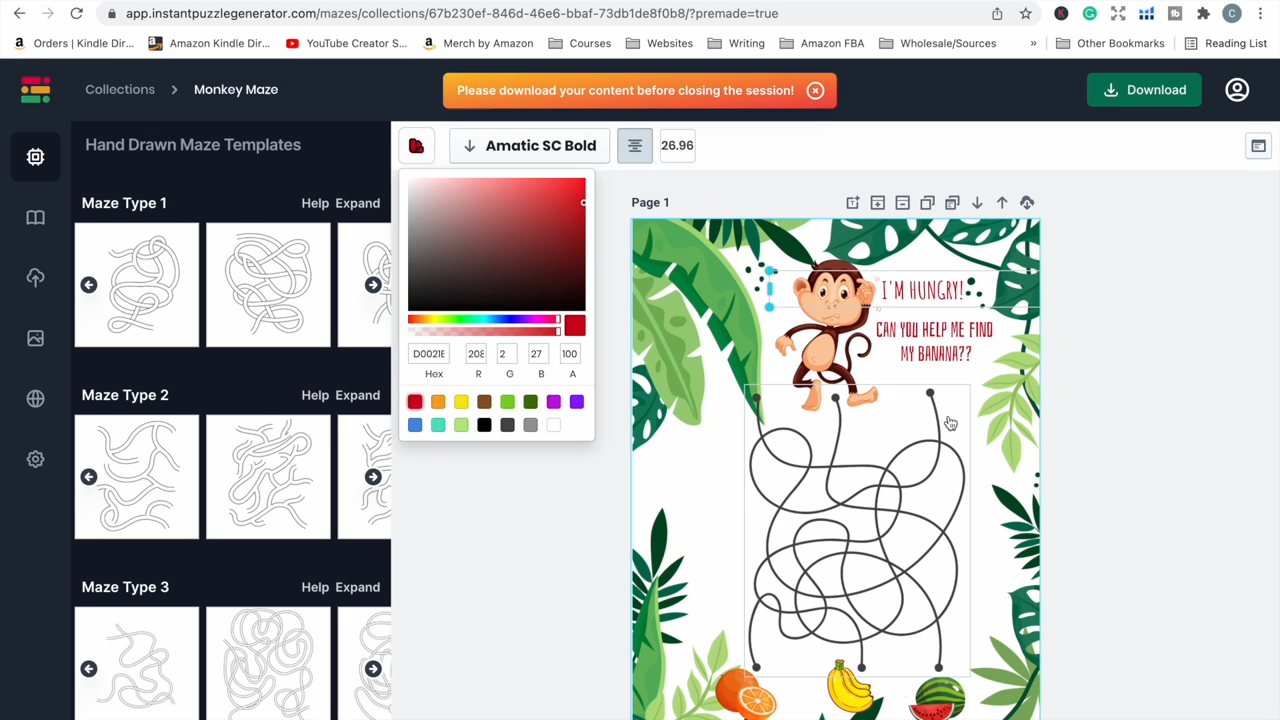 app.instantpuzzlegenerator.com/mazes/collections/67b230ef-846d-46e6-bbaf-73db1de8f0b8/?premade=true
Orders | Kindle Dir...
Amazon Kindle Dir...
YouTube Creator S...
Merch by Amazon
Courses
Websites
Writing
Amazon FBA
Wholesale/Sources
»
Other Bookmarks
Reading List
Collections > Monkey Maze
Please download your content before closing the session!
Download
Hand Drawn Maze Templates
Amatic SC Bold
26.96
Maze Type 1
Help Expand
Page 1
I'M HUNGRY!
CAN YOU HELP ME FIND
MY BANANA??
D0021B 208 2 27 100
Hex R G B A
Maze Type 2
Help Expand
Maze Type 3
Help Expand